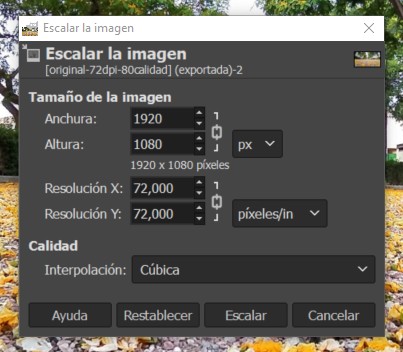 Escalar la imagen
Escalar la imagen
[original-72dpi-80calidad] (exportada)-2
Tamaño de la imagen
Anchura: 1920
Altura: 1080 px
1920 x 1080 píxeles
Resolución X: 72,000
Resolución Y: 72,000 píxeles/in
Calidad
Interpolación: Cúbica
Ayuda Restablecer Escalar Cancelar